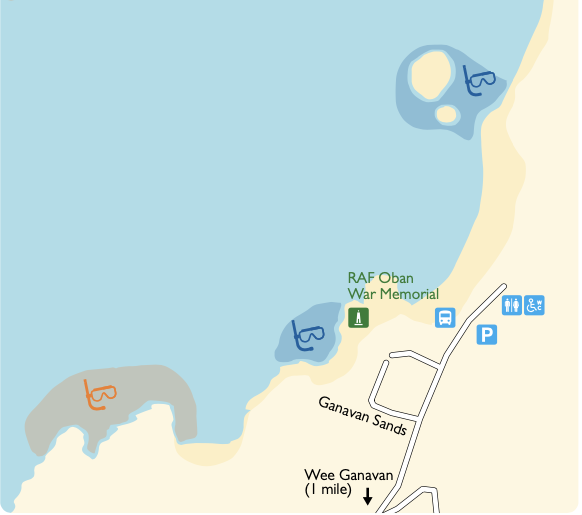 RAF Oban
War Memorial
P
W
C
Ganavan Sands
Wee Ganavan
(1 mile)